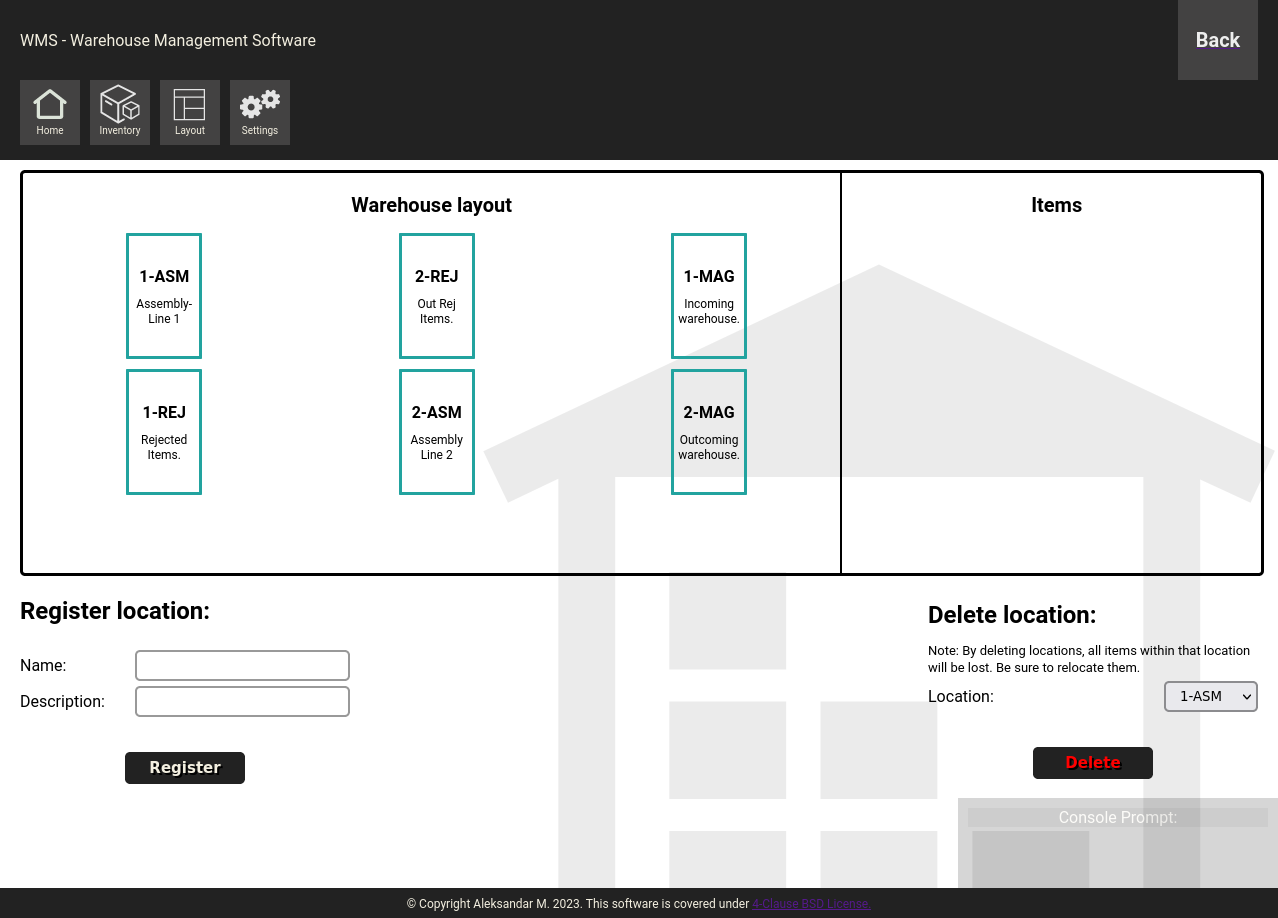 WMS - Warehouse Management Software
Back
Home
Inventory
Layout
Settings
Warehouse layout
Items
1-ASM
Assembly-
Line 1
2-REJ
Out Rej
Items.
1-MAG
Incoming
warehouse.
1-REJ
Rejected
Items.
2-ASM
Assembly
Line 2
2-MAG
Outcoming
warehouse.
Register location:
Name:
Description:
Register
Delete location:
Note: By deleting locations, all items within that location
will be lost. Be sure to relocate them.
Location:
1-ASM
Delete
Console Prompt:
© Copyright Aleksandar M. 2023. This software is covered under 4-Clause BSD License.